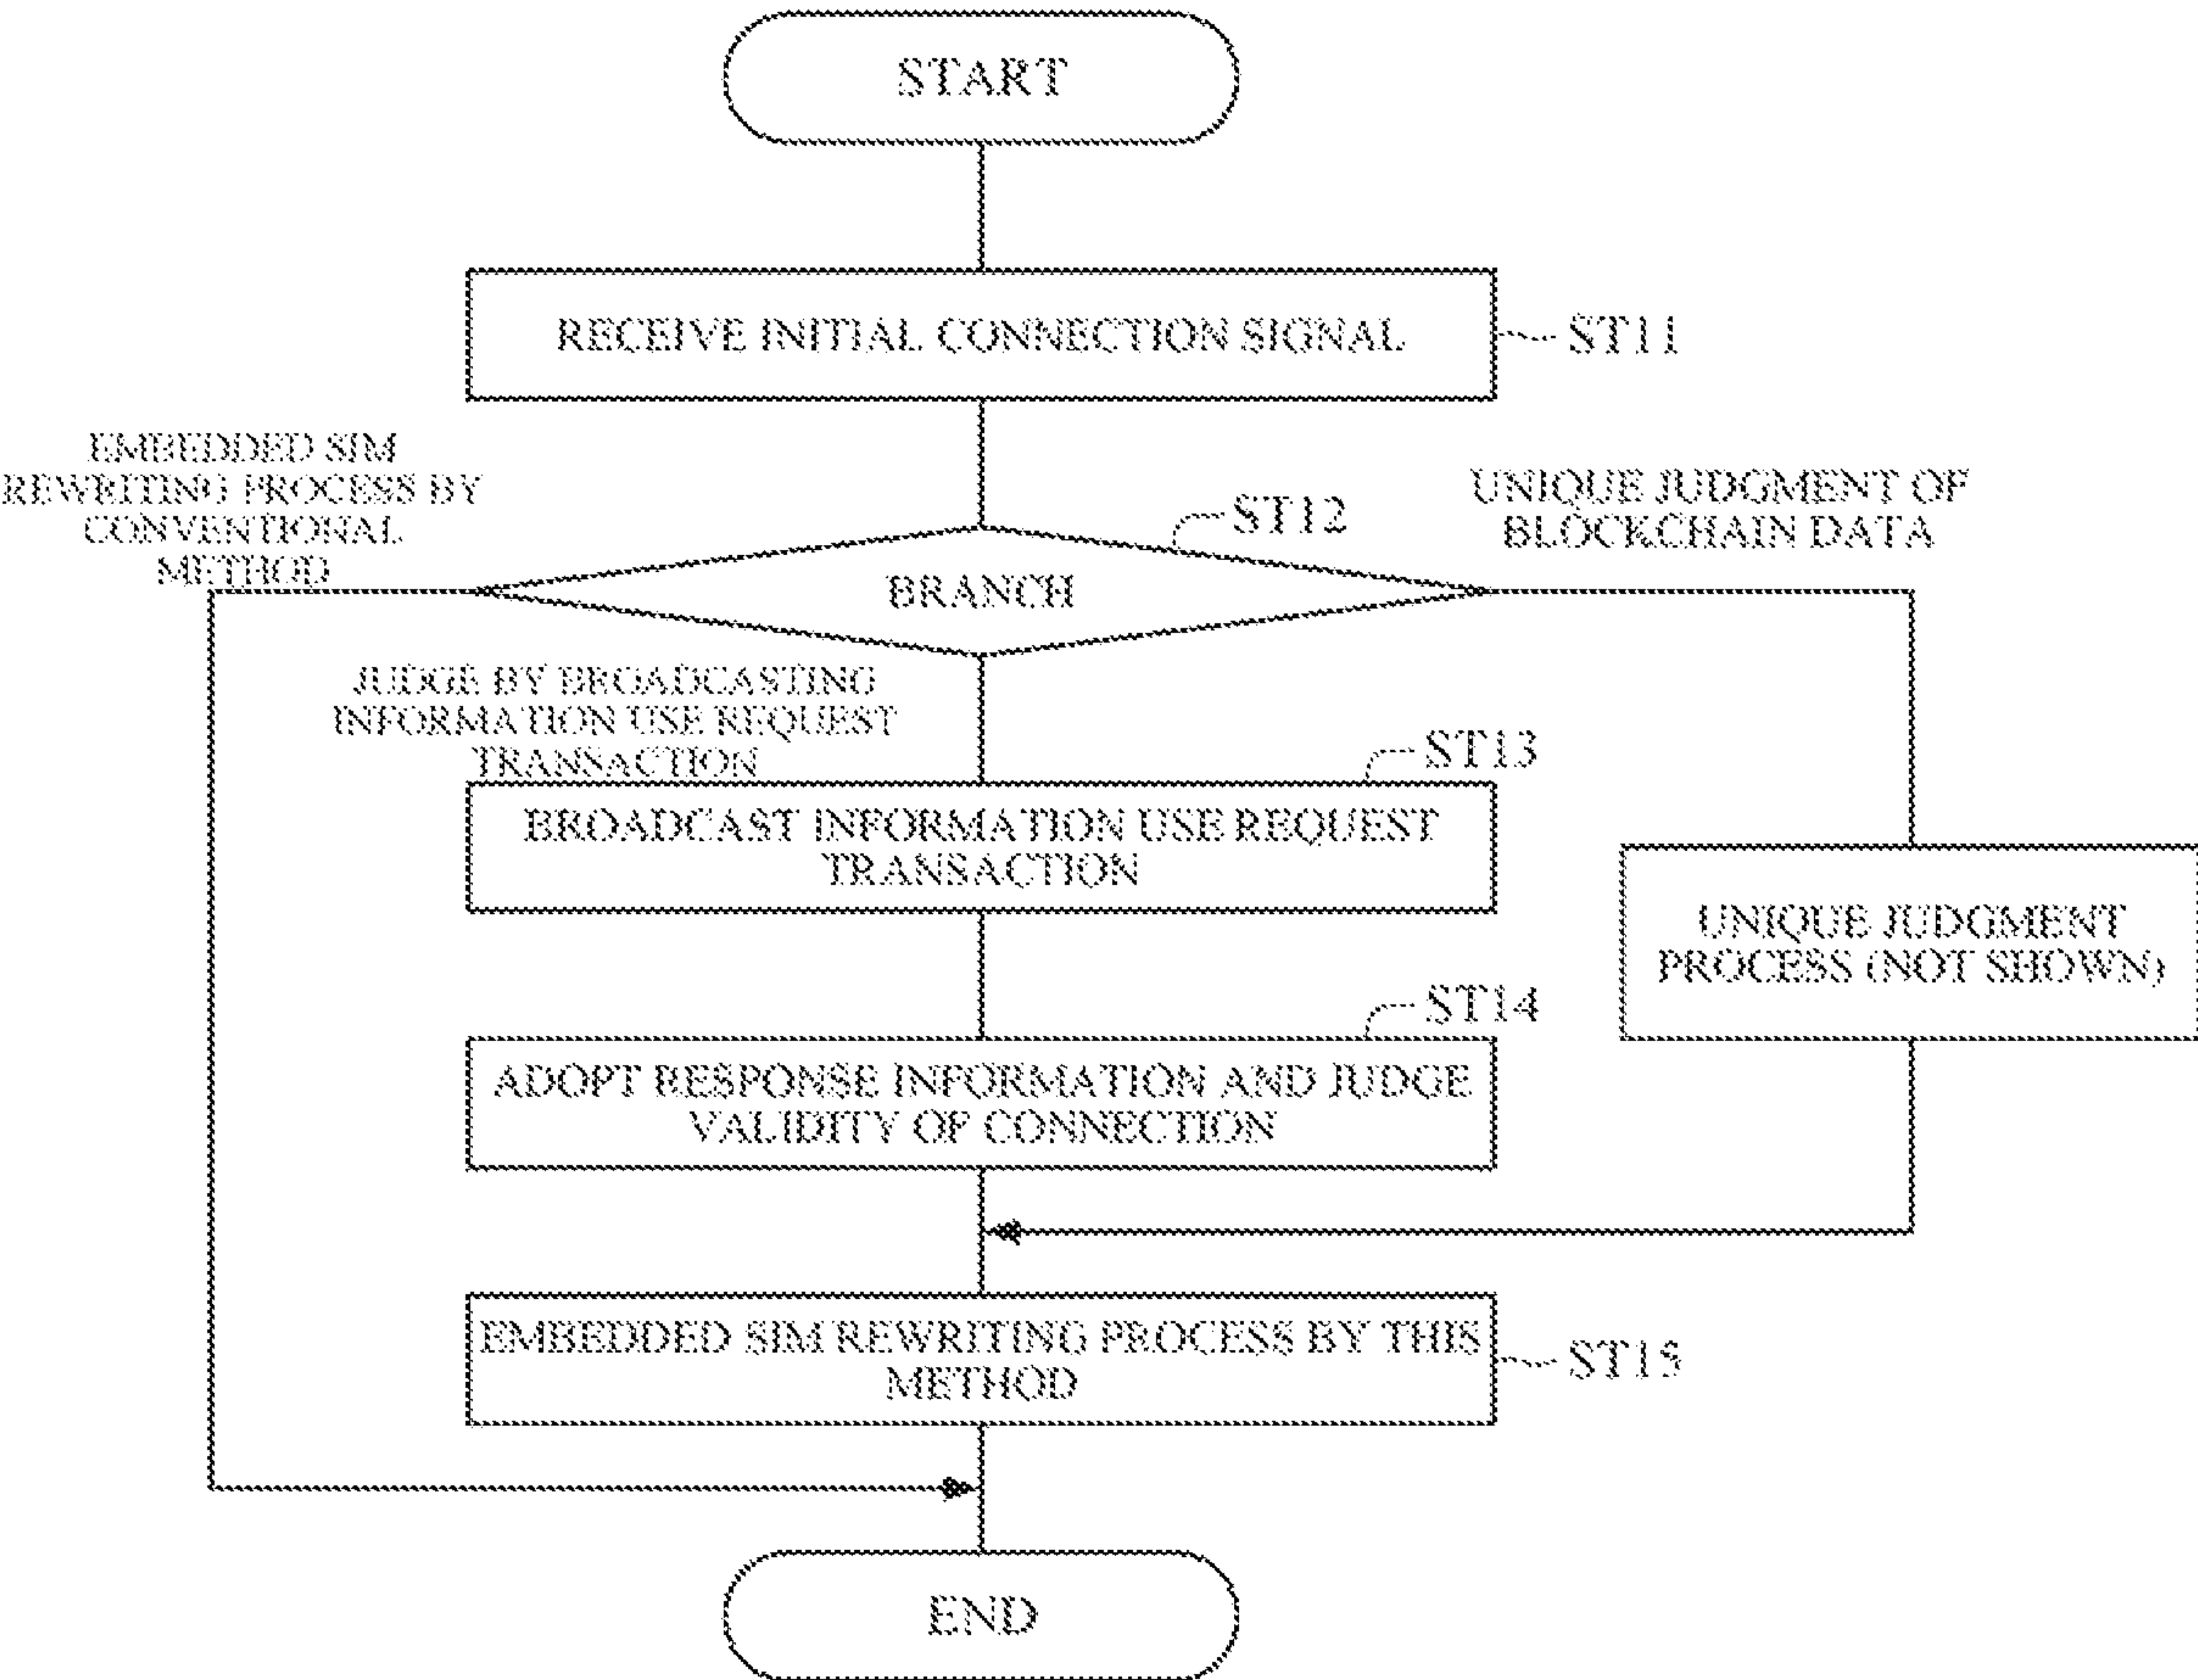 START
RECEIVE INITIAL CONNECTION SIGNAL
ST11
EMBEDDED SIM
REWRITING PROCESS BY
CONVENTIONAL
METHOD
ST12
UNIQUE JUDGMENT OF
BLOCKCHAIN DATA
BRANCH
JUDGE BY BROADCASTING
INFORMATION USE REQUEST
TRANSACTION
ST13
BROADCAST INFORMATION USE REQUEST
TRANSACTION
UNIQUE JUDGMENT
PROCESS (NOT SHOWN)
ST14
ADOPT RESPONSE INFORMATION AND JUDGE
VALIDITY OF CONNECTION
EMBEDDED SIM REWRITING PROCESS BY THIS
METHOD
ST15
END